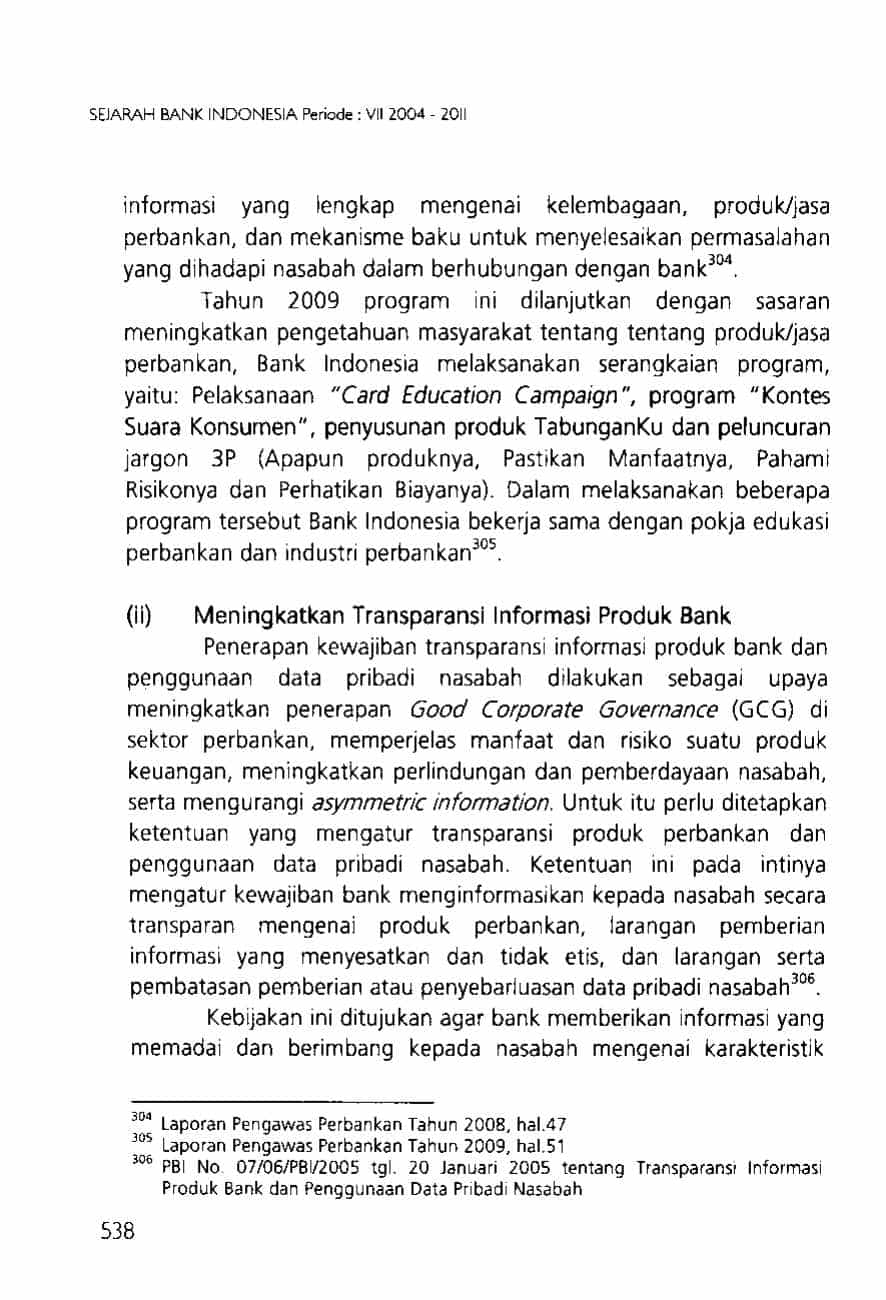 SEJARAH BANK INDONESIA Periode : VII 2004 - 2011
informasi yang lengkap mengenai kelembagaan, produk/jasa
perbankan, dan mekanisme baku untuk menyelesaikan permasalahan
yang dihadapi nasabah dalam berhubungan dengan bank304.
Tahun 2009 program ini dilanjutkan dengan sasaran
meningkatkan pengetahuan masyarakat tentang tentang produk/jasa
perbankan, Bank Indonesia melaksanakan serangkaian program,
yaitu: Pelaksanaan "Card Education Campaign", program "Kontes
Suara Konsumen", penyusunan produk TabunganKu dan peluncuran
jargon 3P (Apapun produknya, Pastikan Manfaatnya, Pahami
Risikonya dan Perhatikan Biayanya). Dalam melaksanakan beberapa
program tersebut Bank Indonesia bekerja sama dengan pokja edukasi
perbankan dan industri perbankan305.
(ii) Meningkatkan Transparansi Informasi Produk Bank
Penerapan kewajiban transparansi informasi produk bank dan
penggunaan data pribadi nasabah dilakukan sebagai upaya
meningkatkan penerapan Good Corporate Governance (GCG) di
sektor perbankan, memperjelas manfaat dan risiko suatu produk
keuangan, meningkatkan perlindungan dan pemberdayaan nasabah,
serta mengurangi asymmetric information. Untuk itu perlu ditetapkan
ketentuan yang mengatur transparansi produk perbankan dan
penggunaan data pribadi nasabah. Ketentuan ini pada intinya
mengatur kewajiban bank menginformasikan kepada nasabah secara
transparan mengenai produk perbankan, larangan pemberian
informasi yang menyesatkan dan tidak etis, dan larangan serta
pembatasan pemberian atau penyebarluasan data pribadi nasabah306.
Kebijakan ini ditujukan agar bank memberikan informasi yang
memadai dan berimbang kepada nasabah mengenai karakteristik
304 Laporan Pengawas Perbankan Tahun 2008, hal.47
305 Laporan Pengawas Perbankan Tahun 2009, hal.51
306 PBI No. 07/06/PBI/2005 tgl. 20 Januari 2005 tentang Transparansi Informasi
Produk Bank dan Penggunaan Data Pribadi Nasabah
538